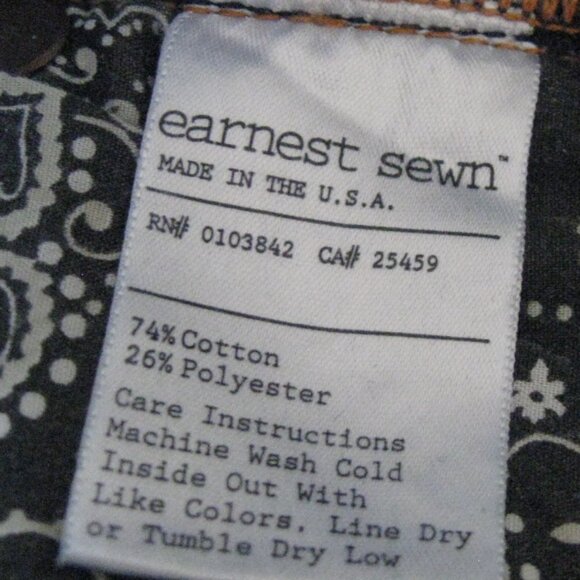 earnest sewn™
MADE IN THE U.S.A.
RN# 0103842 CA# 25459
74% Cotton
26% Polyester
Care Instructions
Machine Wash Cold
Inside Out With
Like Colors. Line Dry
or Tumble Dry Low